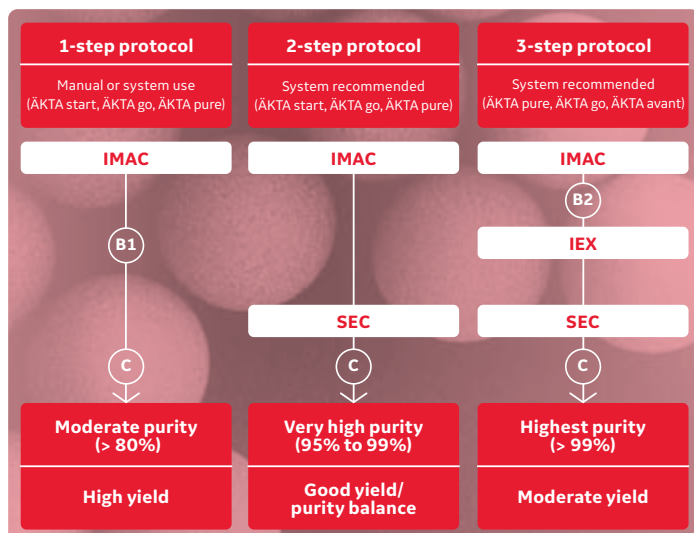 1-step protocol
Manual or system use
(ÄKTA start, ÄKTA go, ÄKTA pure)
IMAC
B1
C
Moderate purity
(> 80%)
High yield
2-step protocol
System recommended
(ÄKTA start, ÄKTA go, ÄKTA pure)
IMAC
SEC
C
Very high purity
(95% to 99%)
Good yield/
purity balance
3-step protocol
System recommended
(ÄKTA pure, ÄKTA go, ÄKTA avant)
IMAC
B2
IEX
SEC
C
Highest purity
(> 99%)
Moderate yield